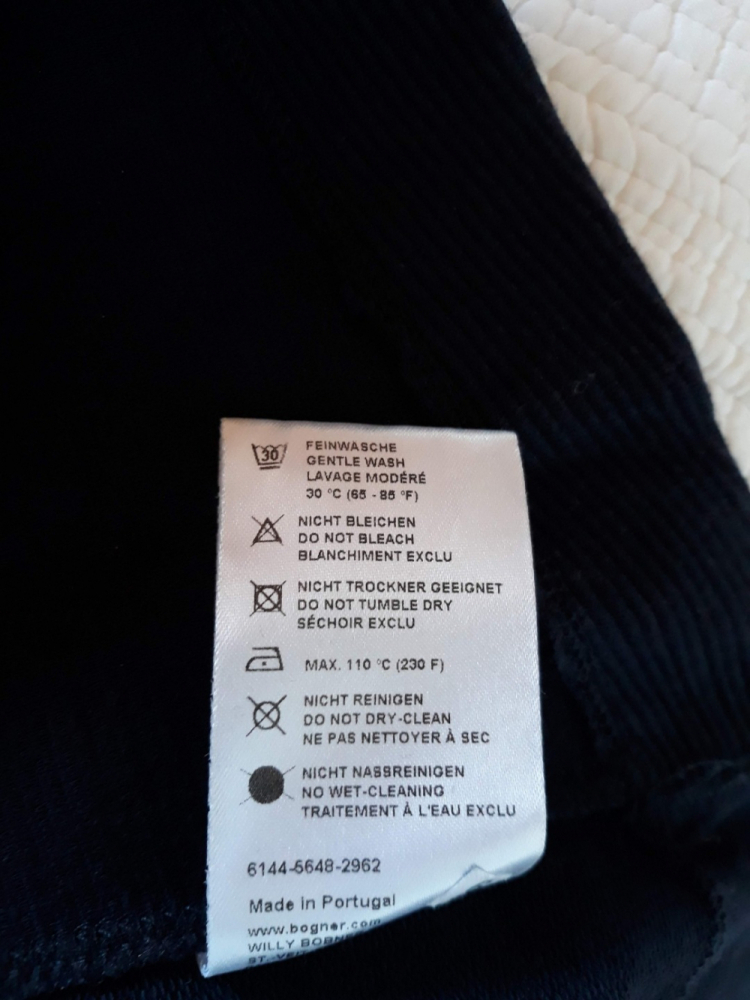 30
FEINWÄSCHE
GENTLE WASH
LAVAGE MODÉRÉ
30 °C (65 - 85 °F)
NICHT BLEICHEN
DO NOT BLEACH
BLANCHIMENT EXCLU
NICHT TROCKNER GEEIGNET
DO NOT TUMBLE DRY
SÉCHOIR EXCLU
MAX. 110 °C (230 F)
NICHT REINIGEN
DO NOT DRY-CLEAN
NE PAS NETTOYER À SEC
NICHT NASSREINIGEN
NO WET-CLEANING
TRAITEMENT À L'EAU EXCLU
6144-5648-2962
Made in Portugal
www.bogner.com
WILLY